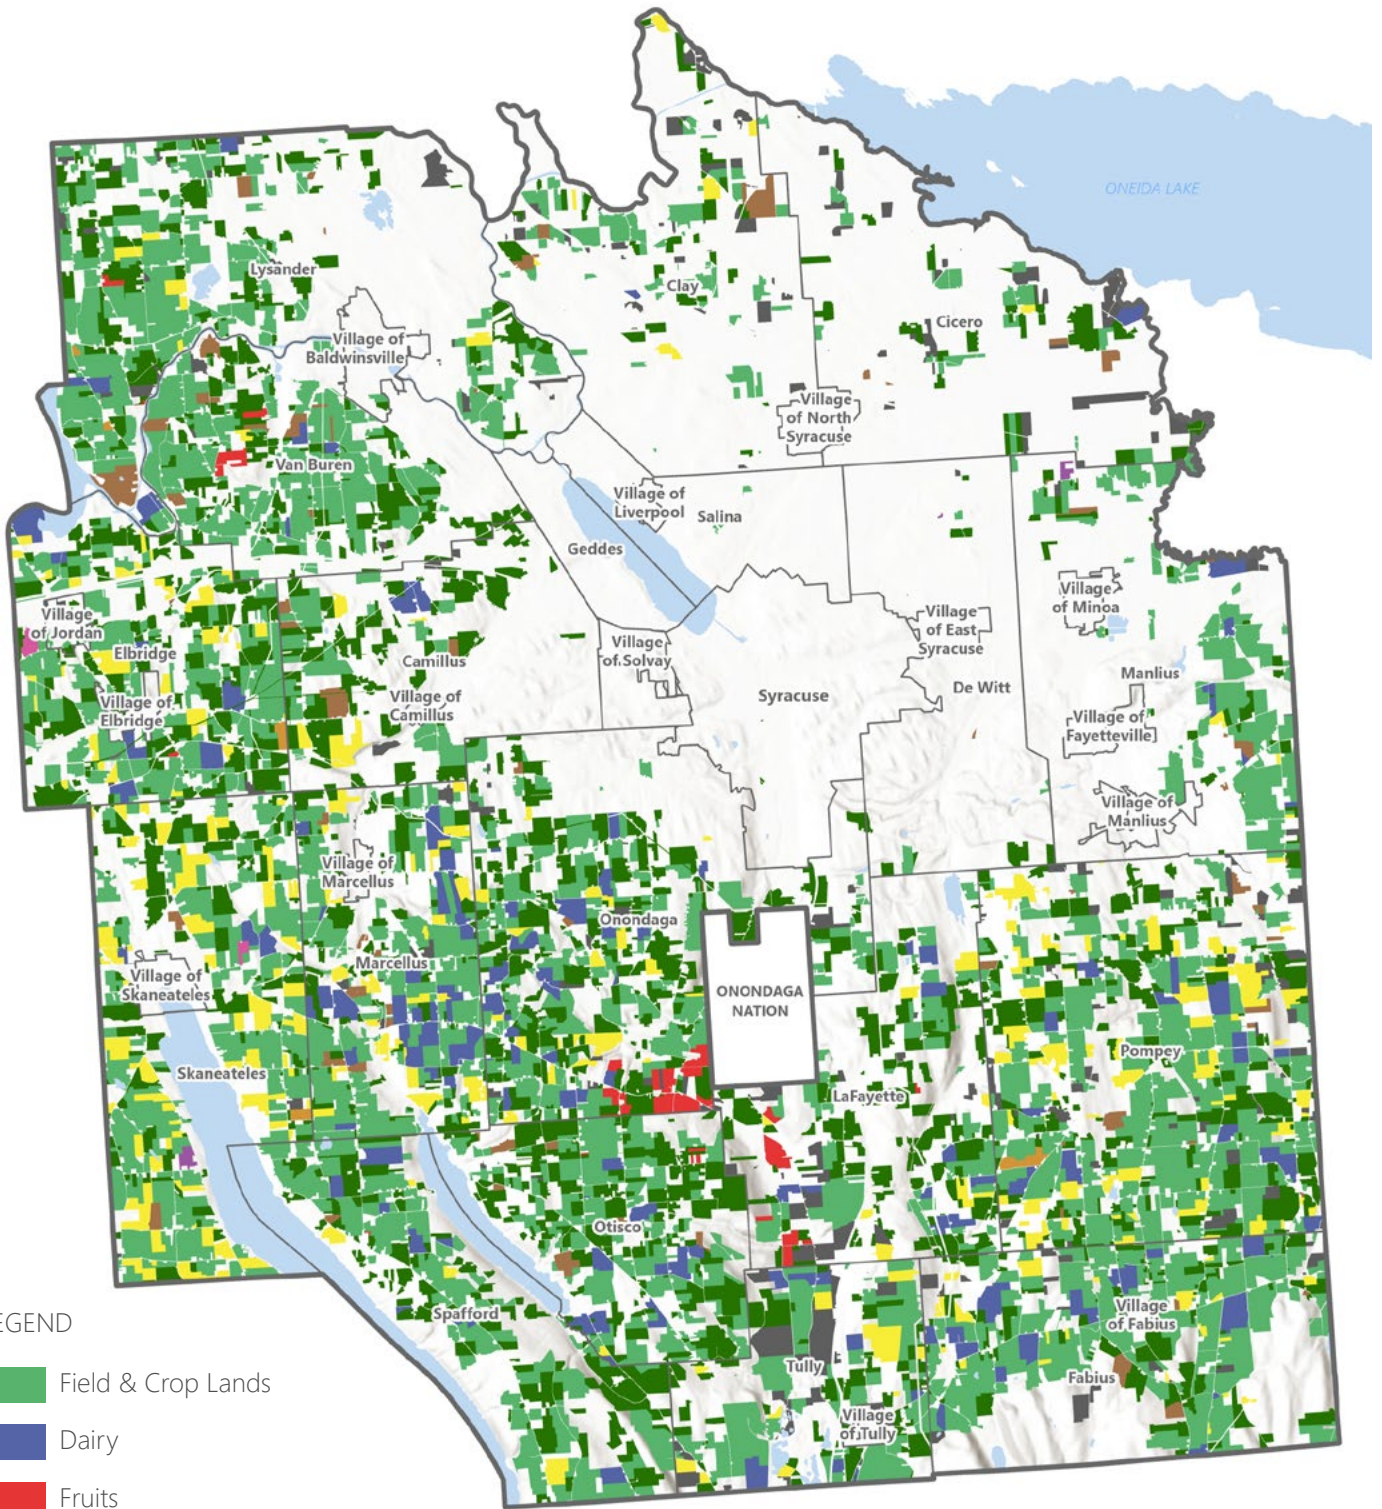 ONEIDA LAKE
Lysander
Clay
Cicero
Village of
Baldwinsville
Village
of North
Syracuse
Van Buren
Village of
Liverpool
Salina
Geddes
Village
of Jordan
Elbridge
Village of
Elbridge
Camillus
Village of
Camillus
Village
of Solvay
Syracuse
Village
of East
Syracuse
De Witt
Village
of Minoa
Manlius
Village of
Fayetteville
Village of
Manlius
Village of
Marcellus
Onondaga
Marcellus
Village of
Skaneateles
ONONDAGA
NATION
Skaneateles
Pompey
LaFayette
Otisco
Spafford
Village
of Fabius
Tully
Fabius
Village
of Tully
EGEND
Field & Crop Lands
Dairy
Fruits